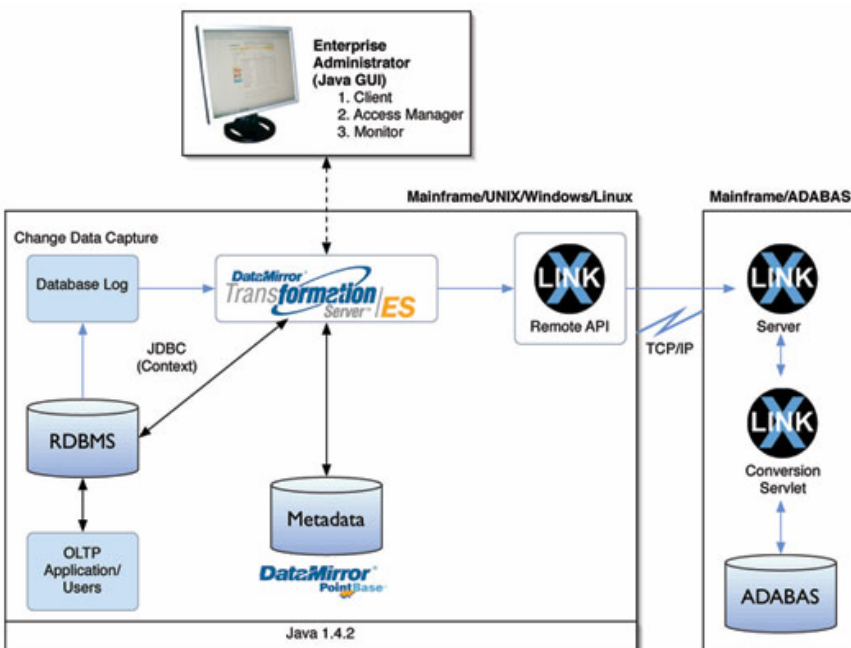 Enterprise
Administrator
(Java GUI)
1. Client
2. Access Manager
3. Monitor
Mainframe/UNIX/Windows/Linux
Mainframe/ADABAS
Change Data Capture
Database Log
DataMirror®
Transformation
Server™/ES
LINK
X
Remote API
LINK
X
Server
TCP/IP
JDBC
(Context)
RDBMS
Metadata
LINK
X
Conversion
Servlet
OLTP
Application/
Users
DataMirror®
PointBase
ADABAS
Java 1.4.2